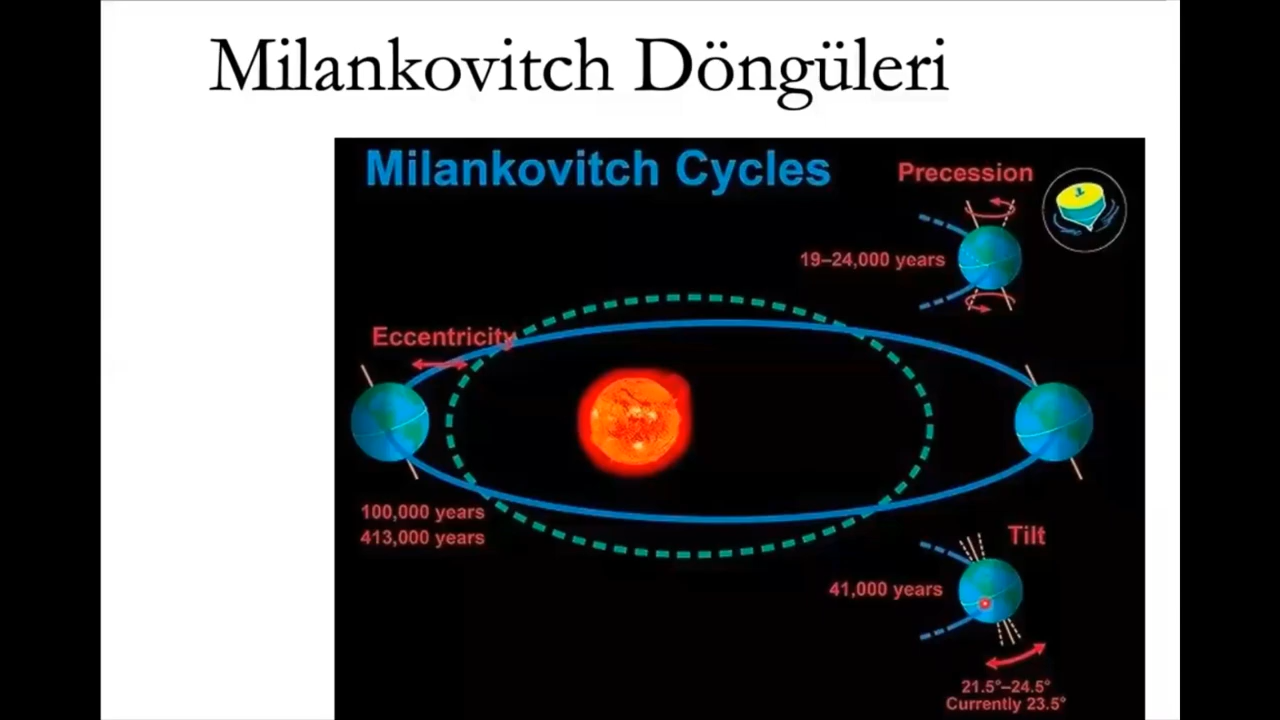 Milankovitch Döngüleri
Milankovitch Cycles
Precession
19–24,000 years
Eccentricity
100,000 years
413,000 years
Tilt
41,000 years
21.5°–24.5°
Currently 23.5°